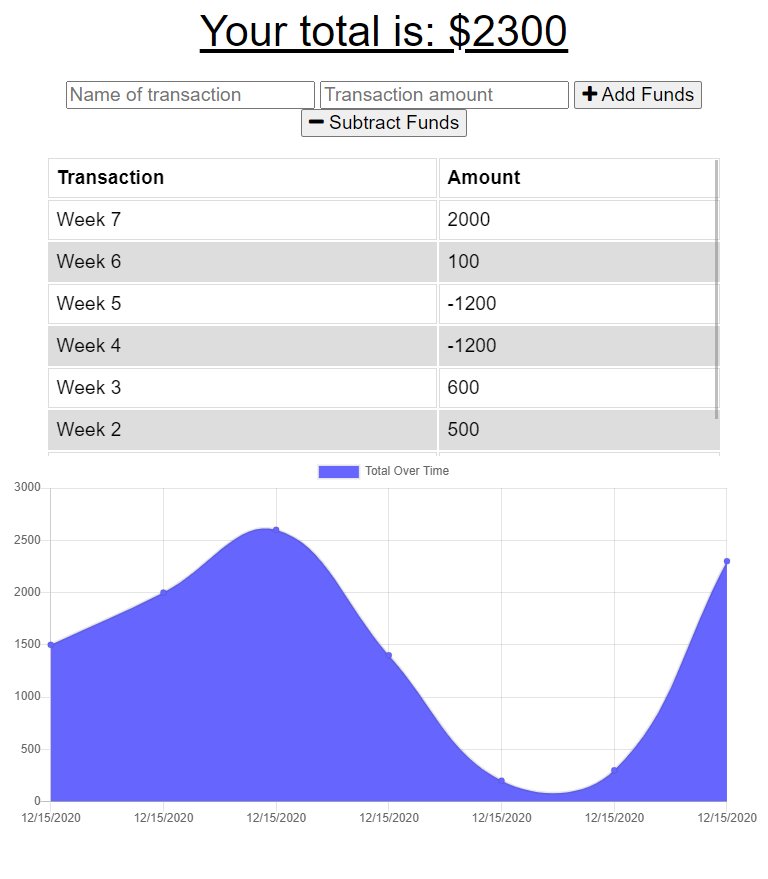 Your total is: $2300
Name of transaction Transaction amount Add Funds
Subtract Funds
Transaction Amount
Week 7 2000
Week 6 100
Week 5 -1200
Week 4 -1200
Week 3 600
Week 2 500
Total Over Time
3000
2500
2000
1500
1000
500
0
12/15/2020 12/15/2020 12/15/2020 12/15/2020 12/15/2020 12/15/2020 12/15/2020